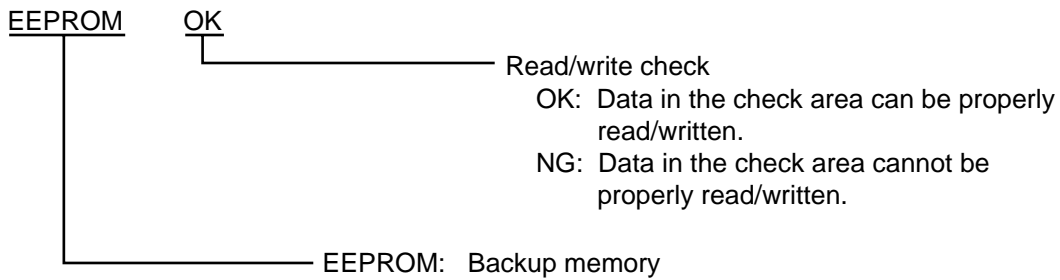 EEPROM OK
Read/write check
OK: Data in the check area can be properly
read/written.
NG: Data in the check area cannot be
properly read/written.
EEPROM: Backup memory